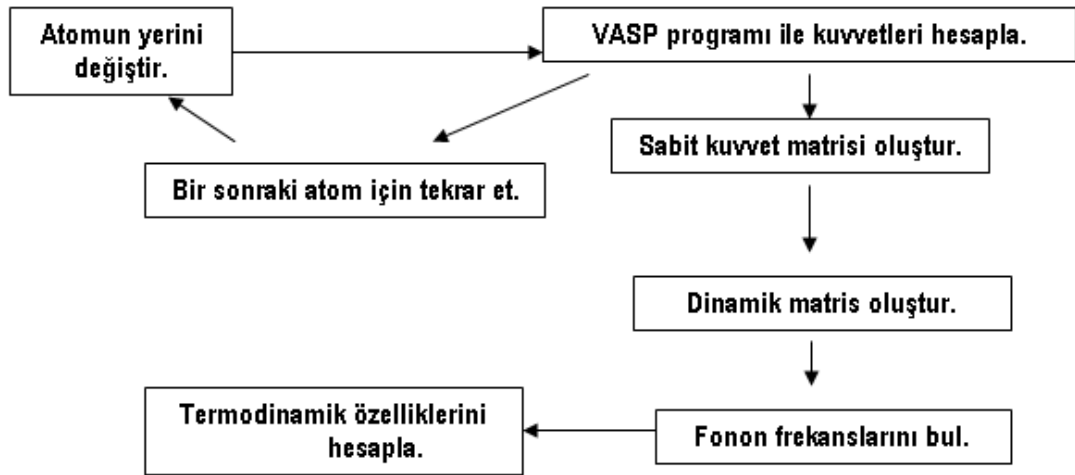 Atomun yerini
değiştir.
VASP programı ile kuvvetleri hesapla.
Bir sonraki atom için tekrar et.
Sabit kuvvet matrisi oluştur.
Dinamik matris oluştur.
Fonon frekanslarını bul.
Termodinamik özelliklerini
hesapla.